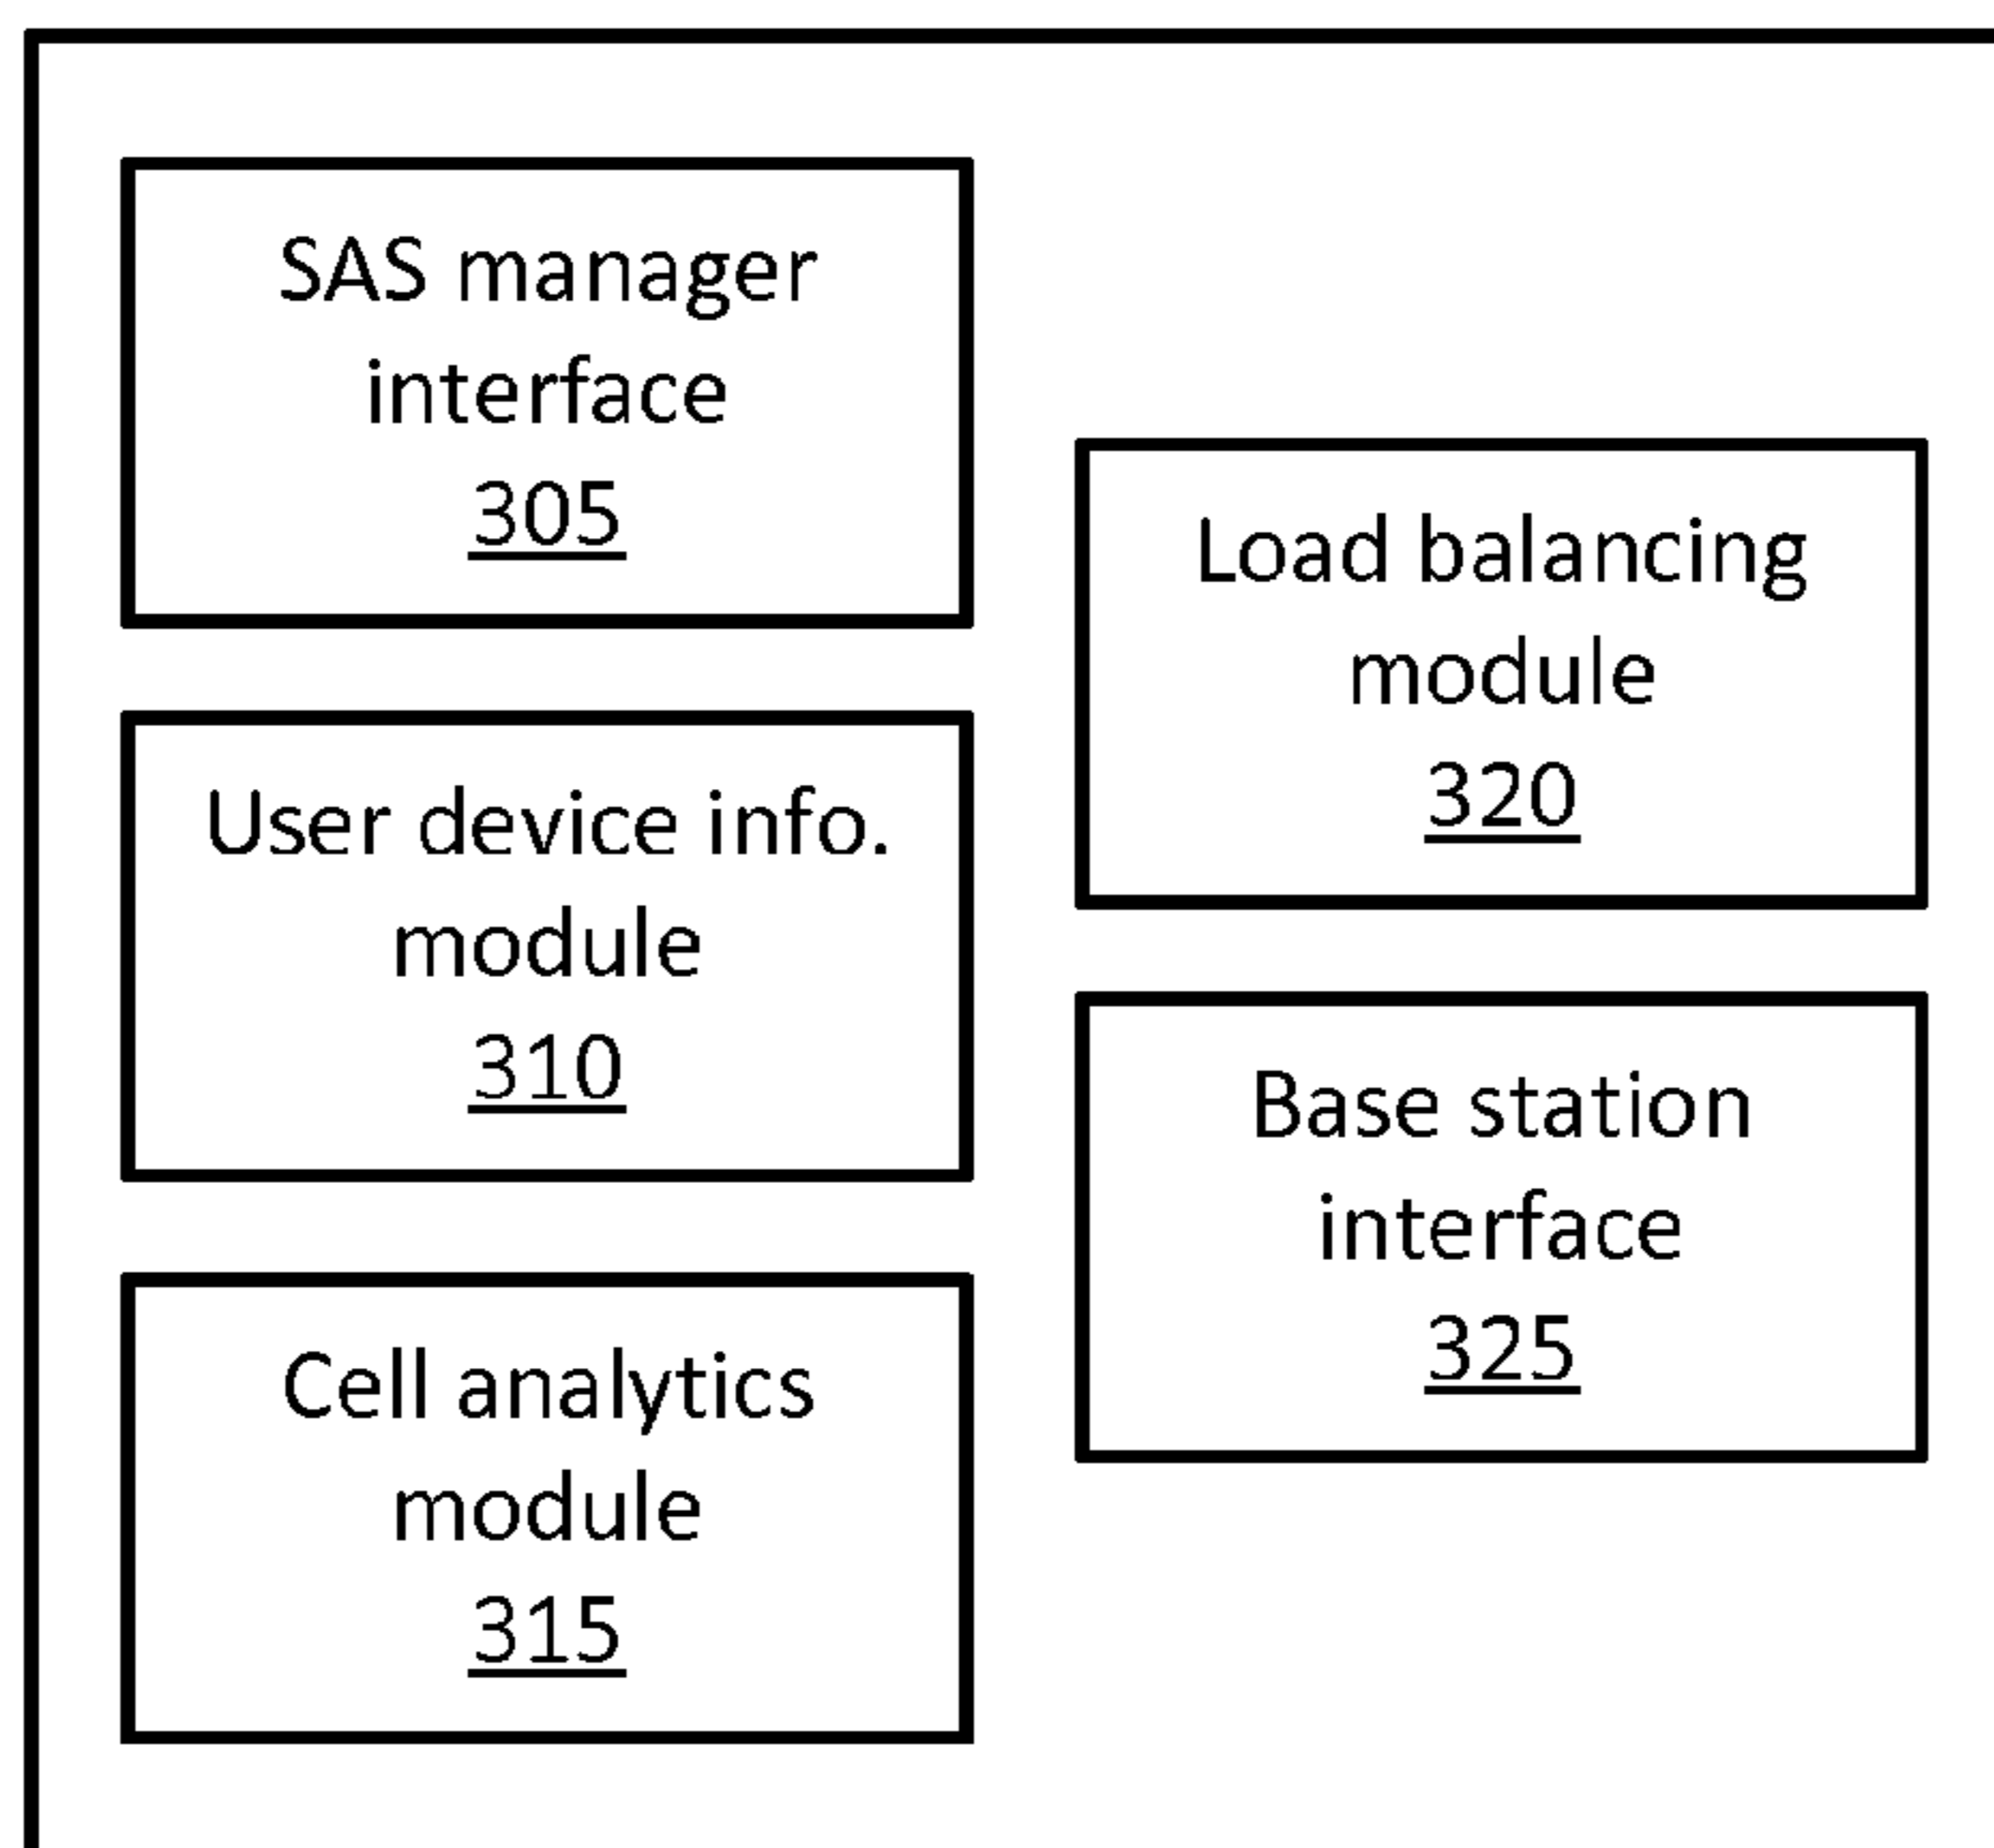 SAS manager
interface
305
User device info.
module
310
Cell analytics
module
315
Load balancing
module
320
Base station
interface
325